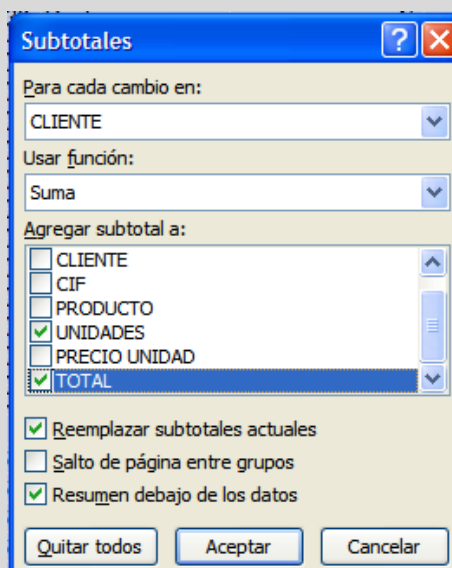 Subtotales
Para cada cambio en:
CLIENTE
Usar función:
Suma
Agregar subtotal a:
CLIENTE
CIF
PRODUCTO
UNIDADES
PRECIO UNIDAD
TOTAL
Reemplazar subtotales actuales
Salto de página entre grupos
Resumen debajo de los datos
Quitar todos Aceptar Cancelar